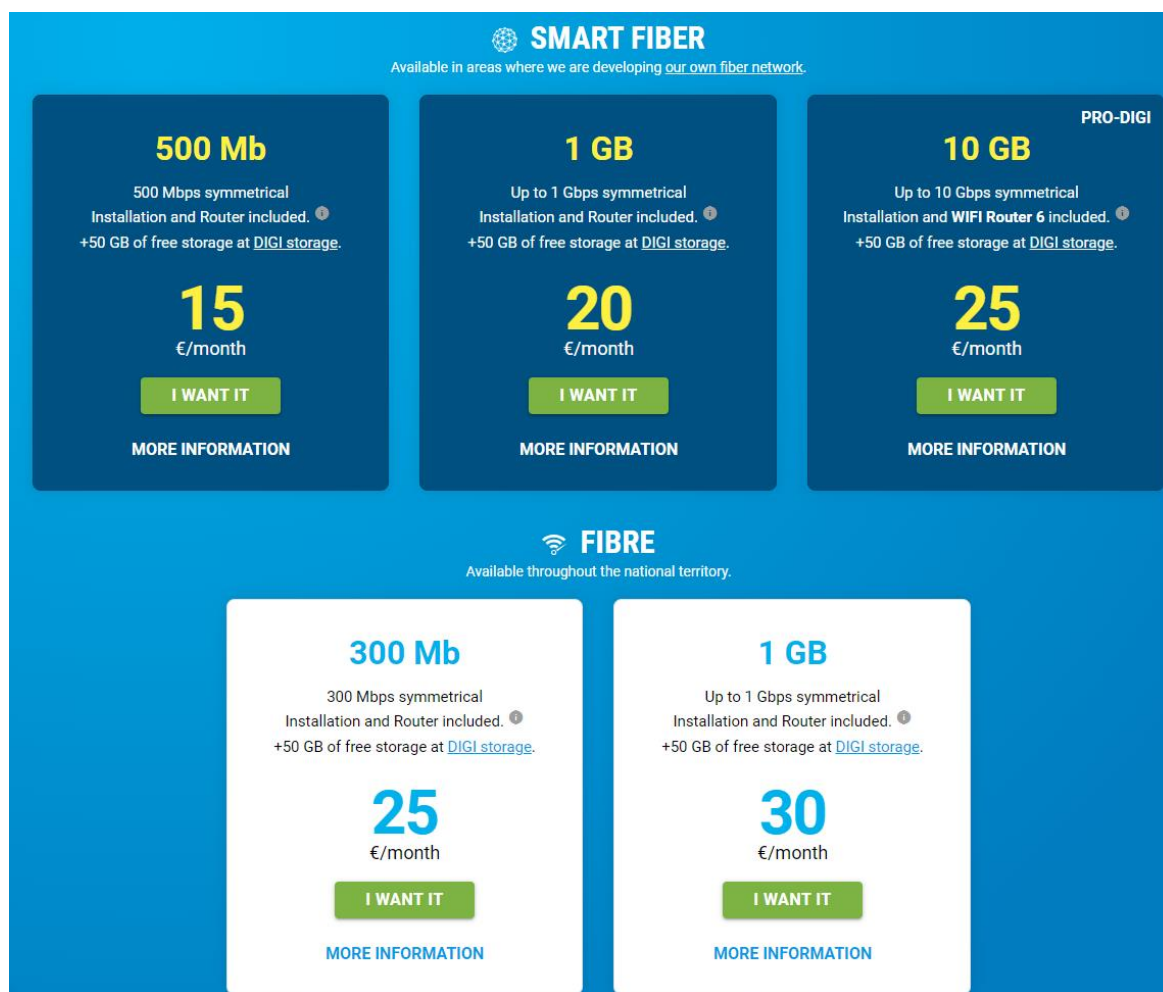 SMART FIBER
Available in areas where we are developing our own fiber network.
500 Mb
500 Mbps symmetrical
Installation and Router included.
+50 GB of free storage at DIGI storage.
15
€/month
I WANT IT
MORE INFORMATION
1 GB
Up to 1 Gbps symmetrical
Installation and Router included.
+50 GB of free storage at DIGI storage.
20
€/month
I WANT IT
MORE INFORMATION
PRO-DIGI
10 GB
Up to 10 Gbps symmetrical
Installation and WIFI Router 6 included.
+50 GB of free storage at DIGI storage.
25
€/month
I WANT IT
MORE INFORMATION
FIBRE
Available throughout the national territory.
300 Mb
300 Mbps symmetrical
Installation and Router included.
+50 GB of free storage at DIGI storage.
25
€/month
I WANT IT
MORE INFORMATION
1 GB
Up to 1 Gbps symmetrical
Installation and Router included.
+50 GB of free storage at DIGI storage.
30
€/month
I WANT IT
MORE INFORMATION